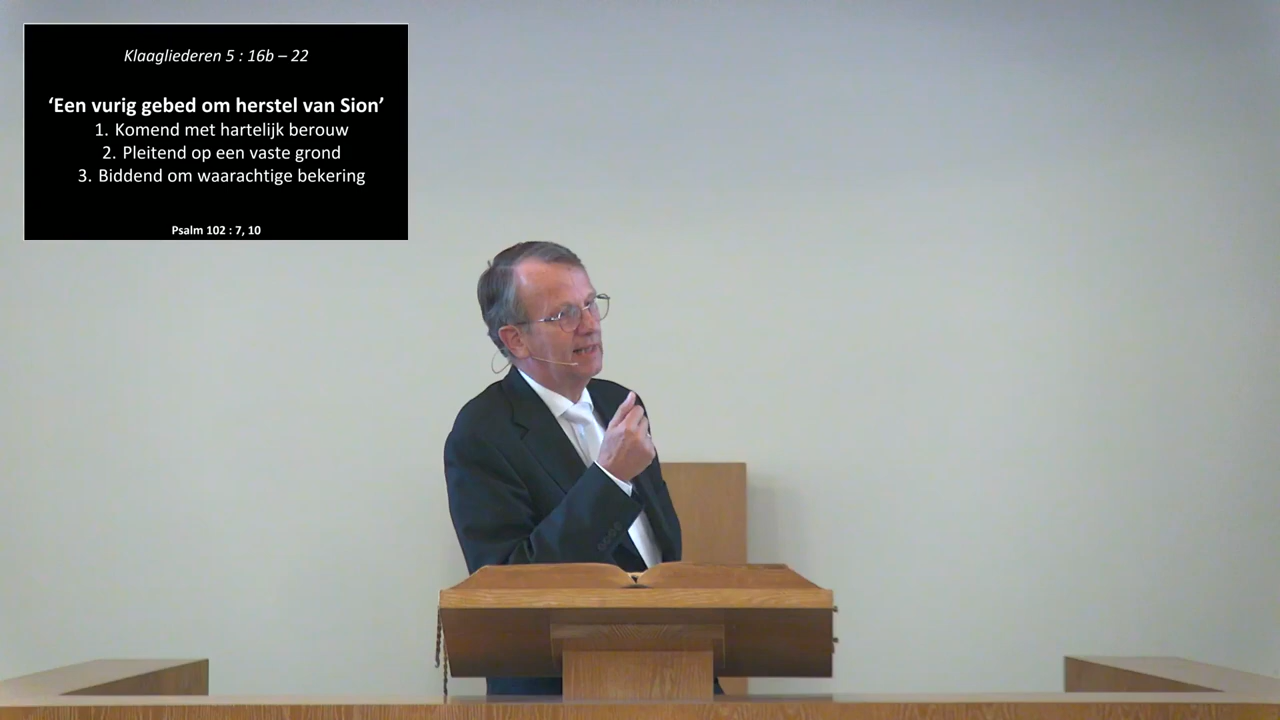 Klaagliederen 5 : 16b – 22
‘Een vurig gebed om herstel van Sion’
1. Komend met hartelijk berouw
2. Pleitend op een vaste grond
3. Biddend om waarachtige bekering
Psalm 102 : 7, 10